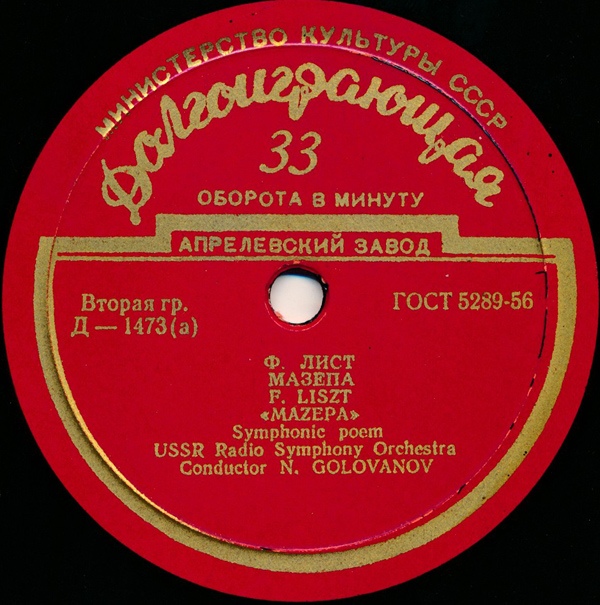 МИНИСТЕРСТВО КУЛЬТУРЫ СССР
Долгоиграющая
33
ОБОРОТА В МИНУТУ
АПРЕЛЕВСКИЙ ЗАВОД
Вторая гр.
Д — 1473(а)
ГОСТ 5289-56
Ф. ЛИСТ
МАЗЕПА
F. LISZT
«MAZEPA»
Symphonic poem
USSR Radio Symphony Orchestra
Conductor N. GOLOVANOV